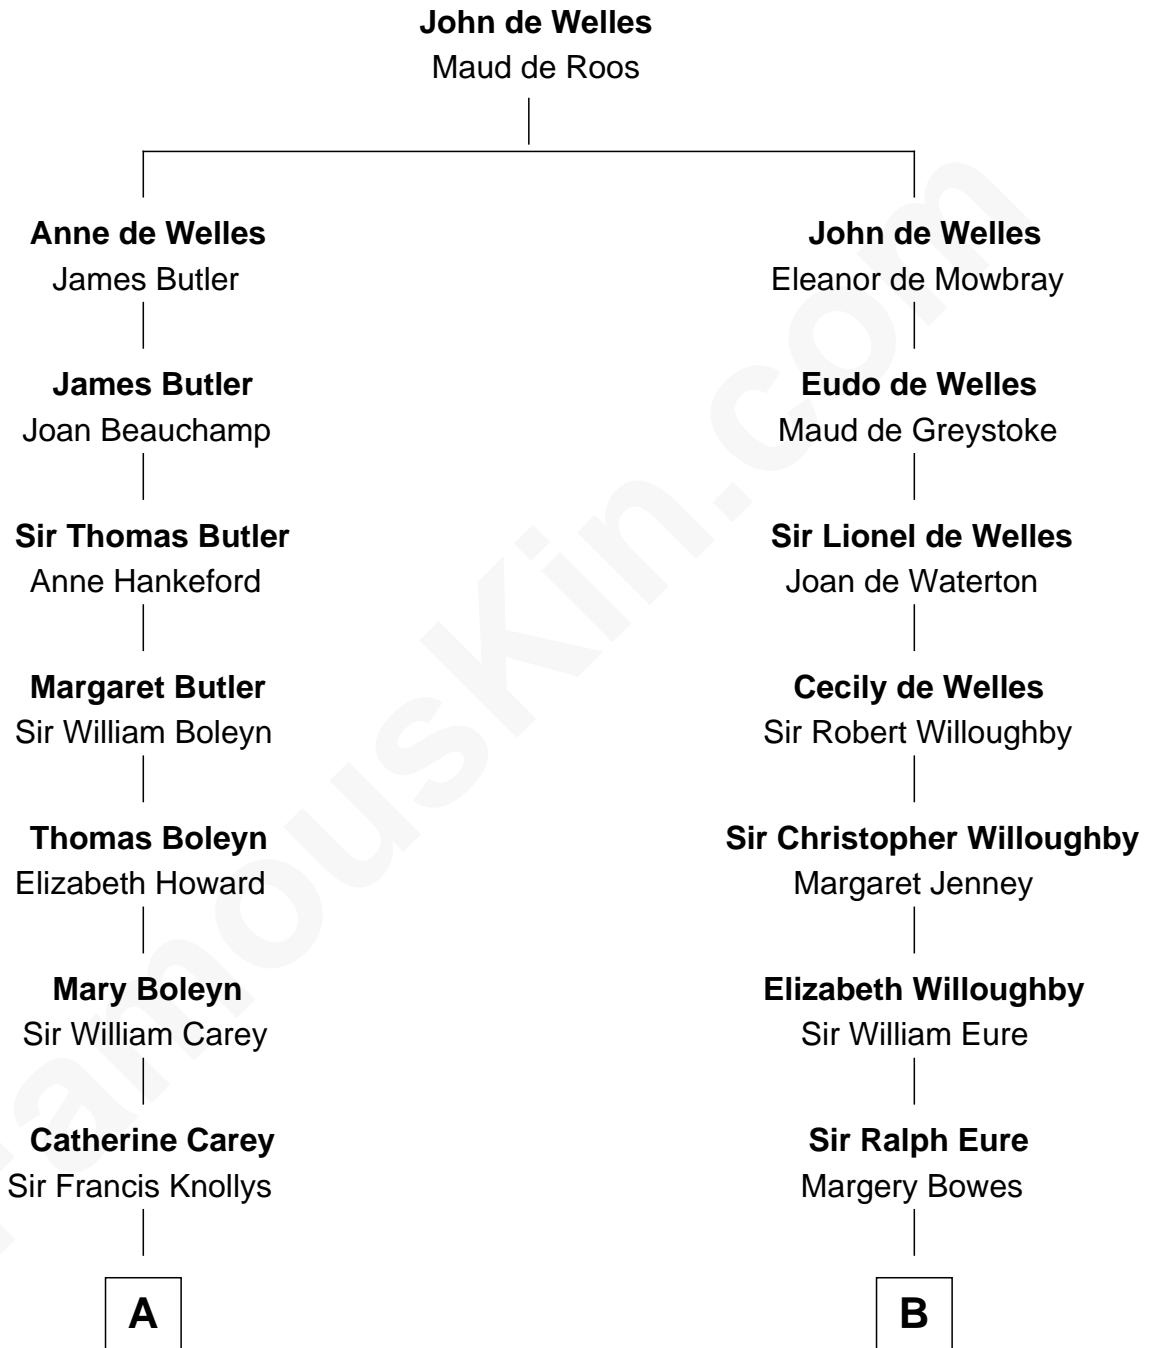 John de Welles
Maud de Roos
Anne de Welles
James Butler
John de Welles
Eleanor de Mowbray
James Butler
Joan Beauchamp
Eudo de Welles
Maud de Greystoke
Sir Thomas Butler
Anne Hankeford
Sir Lionel de Welles
Joan de Waterton
Margaret Butler
Sir William Boleyn
Cecily de Welles
Sir Robert Willoughby
Thomas Boleyn
Elizabeth Howard
Sir Christopher Willoughby
Margaret Jenney
Mary Boleyn
Sir William Carey
Elizabeth Willoughby
Sir William Eure
Catherine Carey
Sir Francis Knollys
Sir Ralph Eure
Margery Bowes
A
B
FamousKin.com